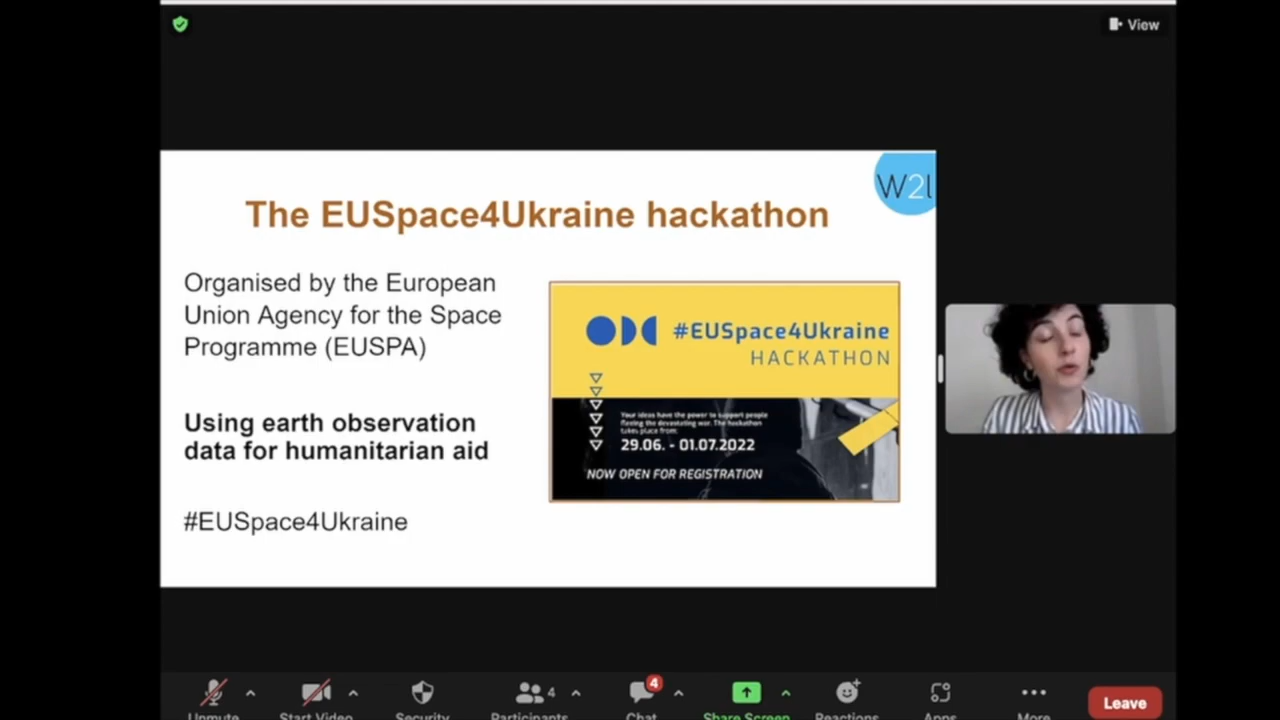 View
W2L
The EUSpace4Ukraine hackathon
Organised by the European
Union Agency for the Space
Programme (EUSPA)
Using earth observation
data for humanitarian aid
#EUSpace4Ukraine
#EUSpace4Ukraine
HACKATHON
Your ideas have the power to support people
fleeing the devastating war. The hackathon
takes place from:
29.06. - 01.07.2022
NOW OPEN FOR REGISTRATION
4
4
Unmute
Start Video
Security
Participants
Chat
Share Screen
Reactions
Apps
More
Leave